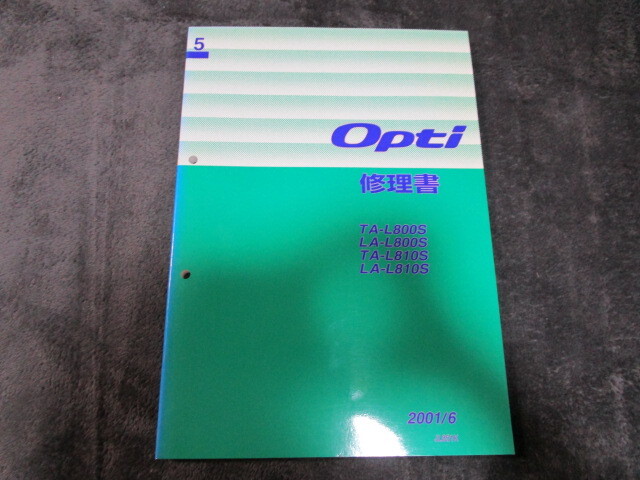 5
Opti
修理書
TA-L800S
LA-L800S
TA-L810S
LA-L810S
2001/6